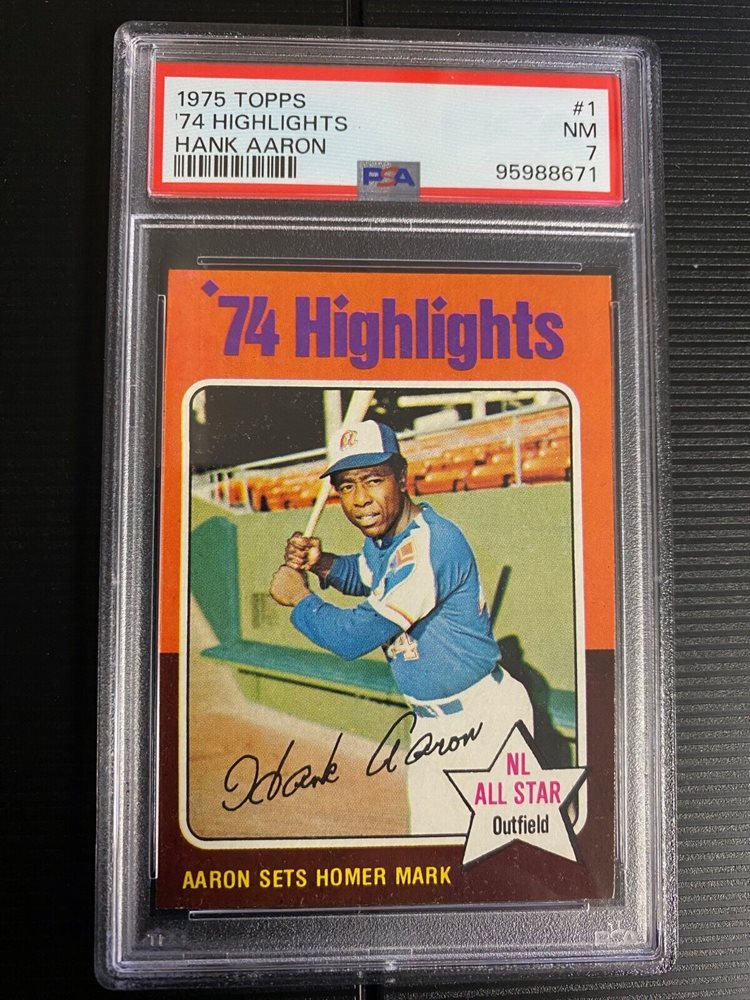 1975 TOPPS #1
'74 HIGHLIGHTS NM
HANK AARON 7
PSA 95988671
'74 Highlights
a
4
Hank Aaron
NL
ALL STAR
Outfield
AARON SETS HOMER MARK